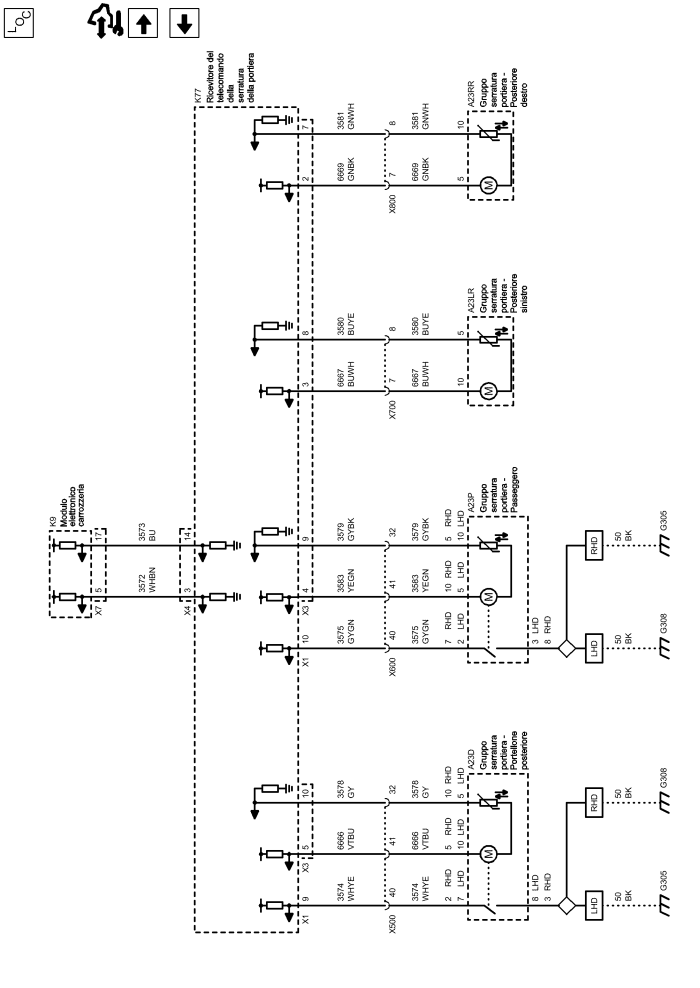 LOC
K9
Modulo
elettronico
carrozzeria
X7
5
17
3572
WHBN
3573
BU
X4
3
14
K77
Ricevitore del
telecomando
della
serratura
della portiera
X1
9
X3
5
10
X1
10
X3
4
9
3
8
2
7
3574
WHYE
6666
VTBU
3578
GY
3575
GYGN
3583
YEGN
3579
GYBK
6667
BUWH
3580
BUYE
6669
GNBK
3581
GNWH
X500
40
41
32
X600
40
41
32
X700
7
8
X800
7
8
3574
WHYE
6666
VTBU
3578
GY
3575
GYGN
3583
YEGN
3579
GYBK
6667
BUWH
3580
BUYE
6669
GNBK
3581
GNWH
2 RHD
7 LHD
5 RHD
10 LHD
10 RHD
5 LHD
7 RHD
2 LHD
10 RHD
5 LHD
5 RHD
10 LHD
10
5
5
10
A23D
Gruppo
serratura
portiera -
Portellone
posteriore
A23P
Gruppo
serratura
portiera -
Passeggero
A23LR
Gruppo
serratura
portiera -
Posteriore
sinistro
A23RR
Gruppo
serratura
portiera -
Posteriore
destro
M
M
M
M
8 LHD
3 RHD
3 LHD
8 RHD
LHD
RHD
LHD
RHD
50
BK
50
BK
50
BK
50
BK
G305
G308
G308
G305